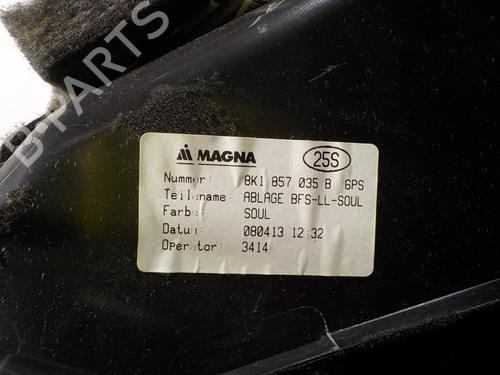 B-PARTS
MAGNA 25S
Nummer: 8K1 857 035 B 6PS
Teilename: ABLAGE BFS-LL-SOUL
Farbe: SOUL
Datum: 080413 12:32
Operator: 3414